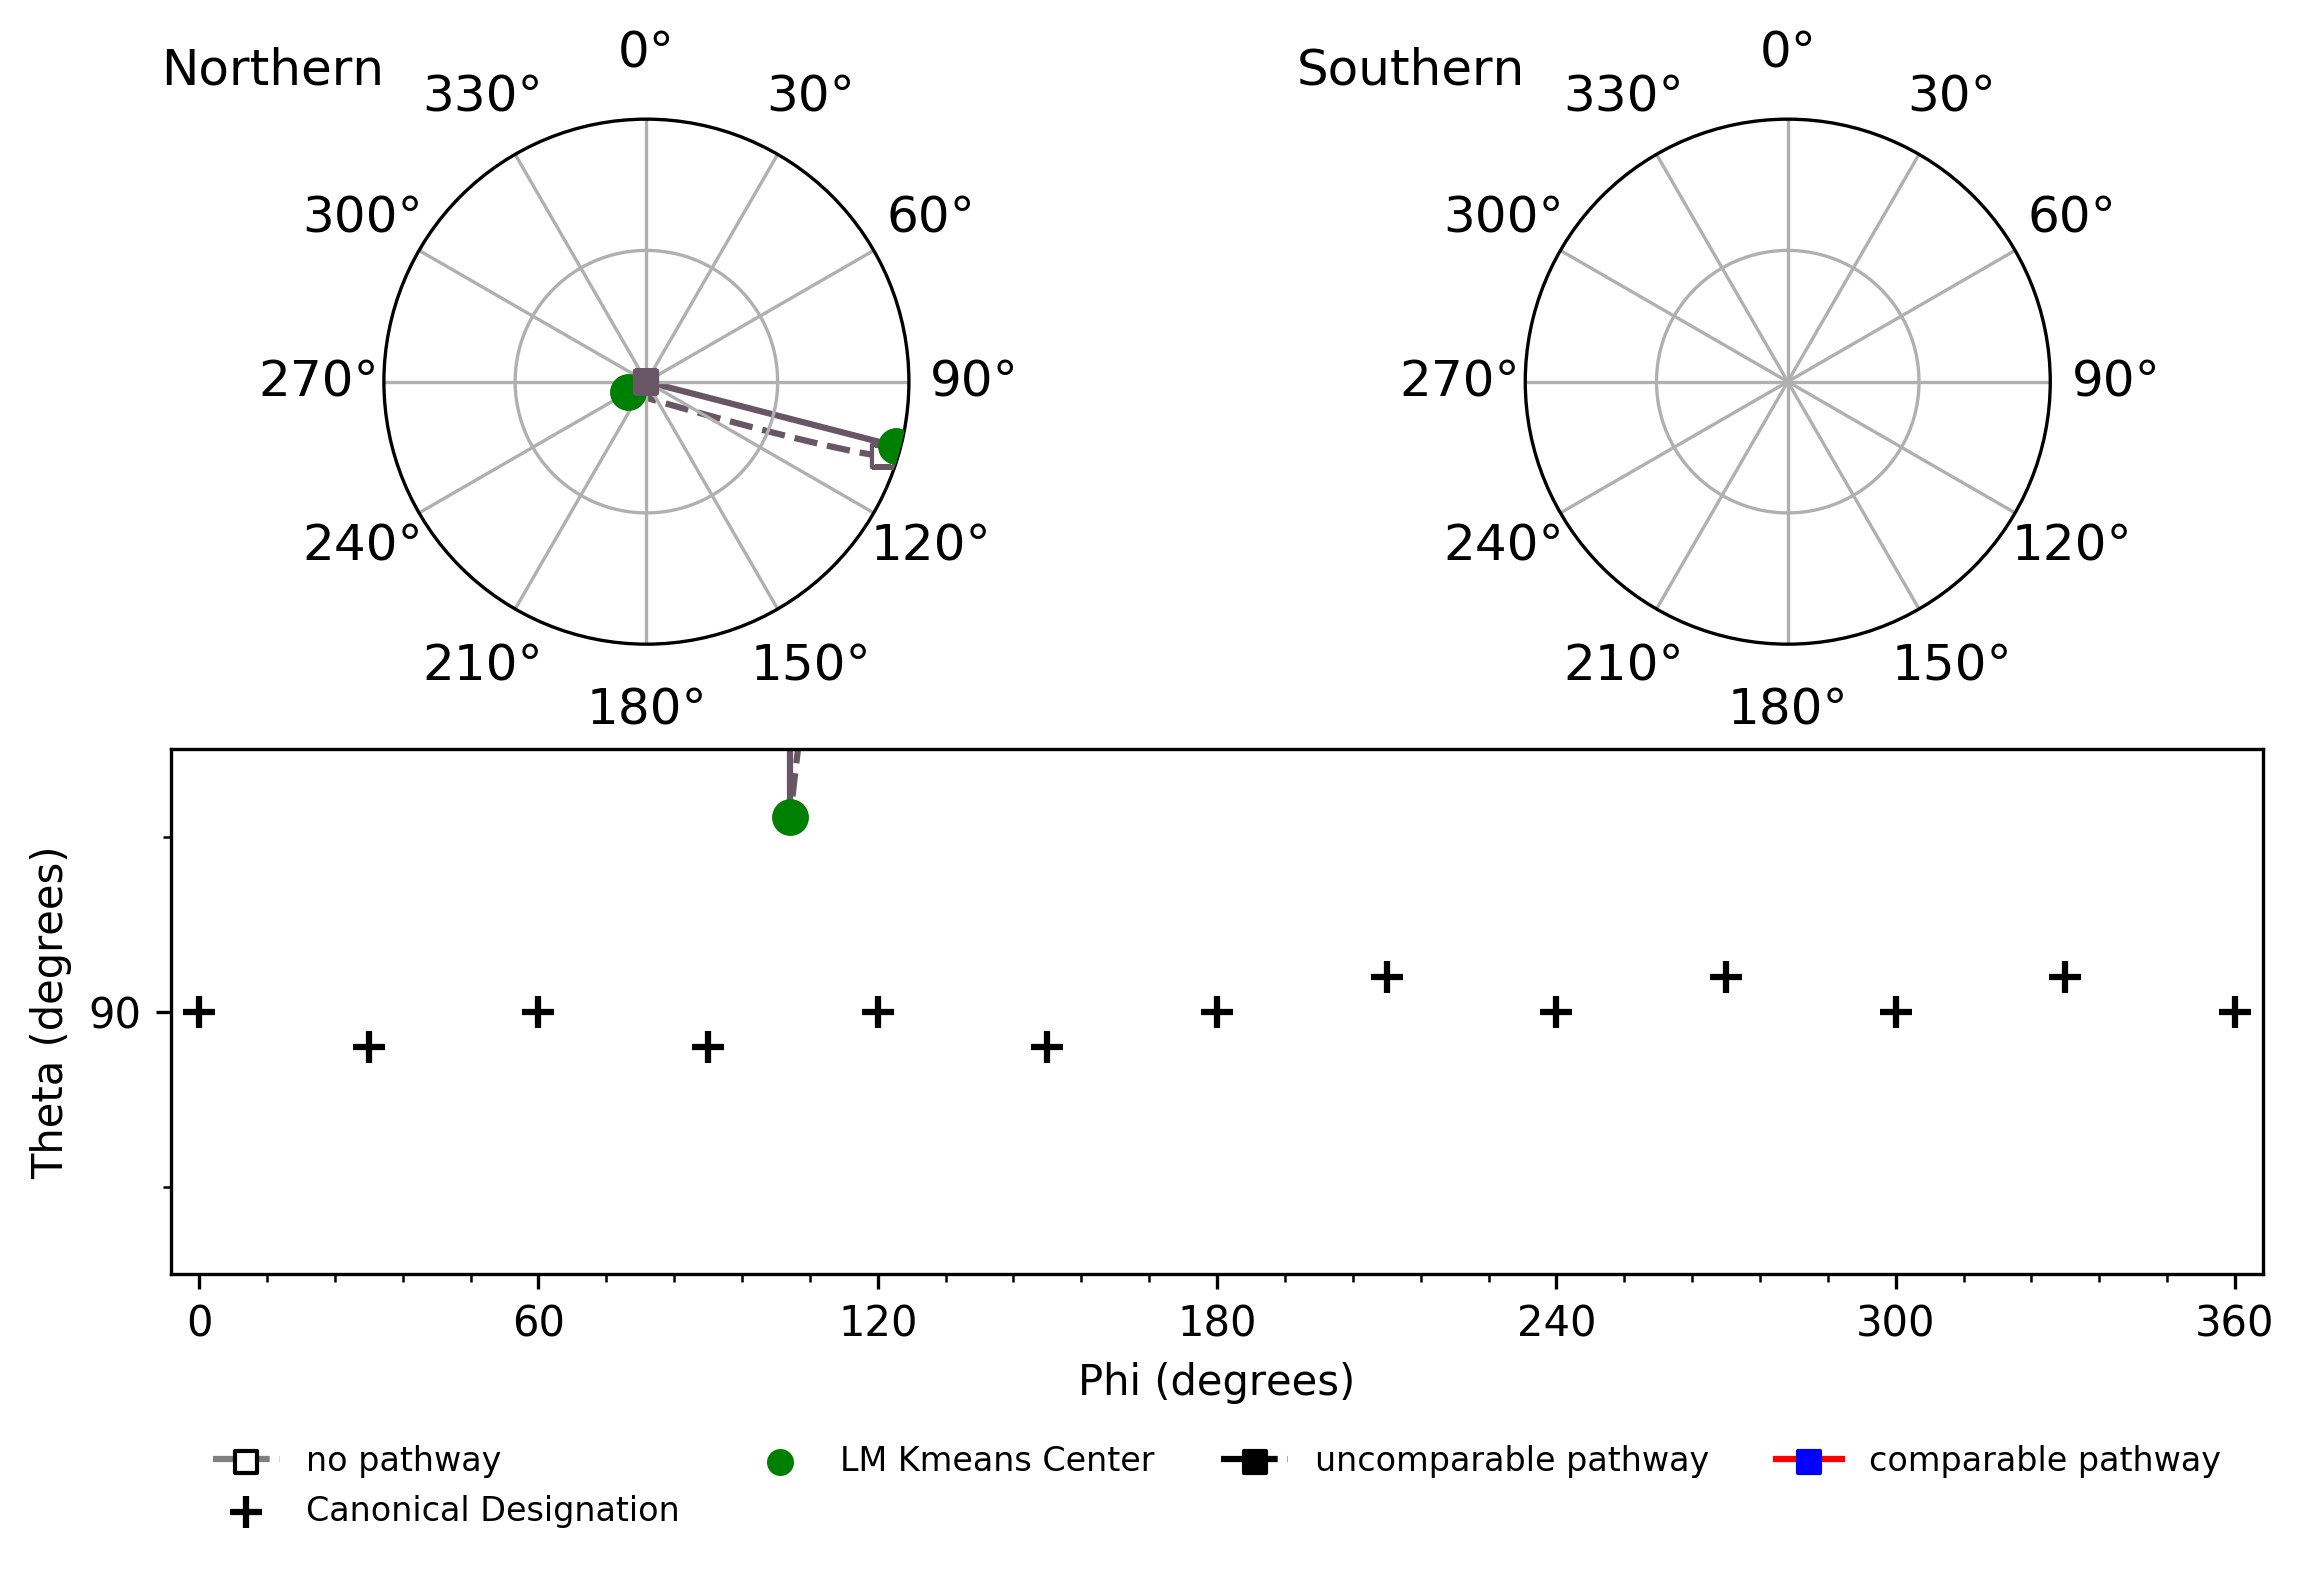 Northern
0°
30°
60°
90°
120°
150°
180°
210°
240°
270°
300°
330°
Southern
0°
30°
60°
90°
120°
150°
180°
210°
240°
270°
300°
330°
Theta (degrees)
90
0 60 120 180 240 300 360
Phi (degrees)
no pathway
Canonical Designation
LM Kmeans Center
uncomparable pathway
comparable pathway